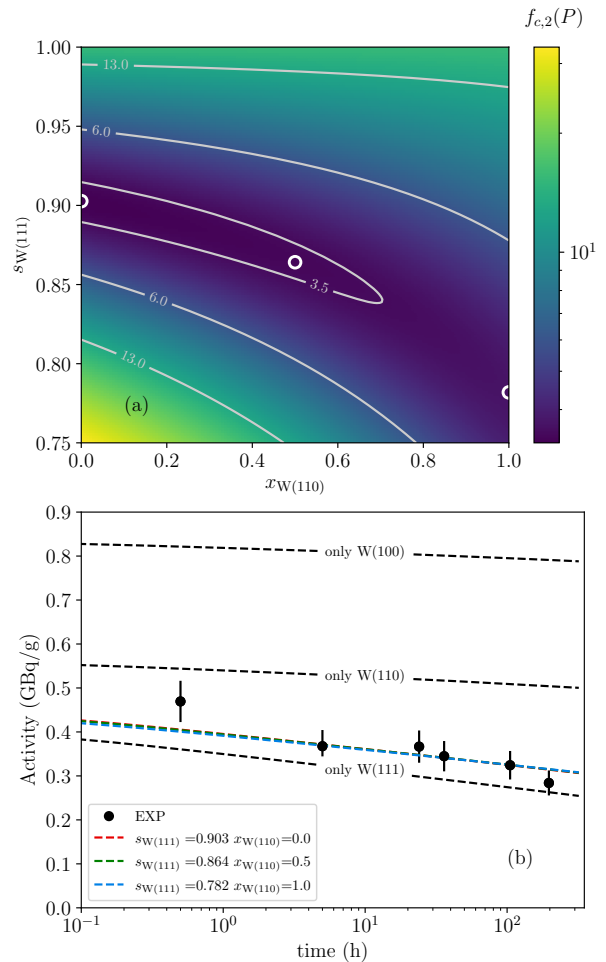 f_{c,2}(P)
1.00
0.95
0.90
0.85
0.80
0.75
s_{W(111)}
13.0
6.0
3.5
6.0
13.0
(a)
10^1
0.0 0.2 0.4 0.6 0.8 1.0
x_{W(110)}
0.9
0.8
0.7
0.6
0.5
0.4
0.3
0.2
0.1
0.0
Activity (GBq/g)
only W(100)
only W(110)
only W(111)
EXP
s_{W(111)} =0.903 x_{W(110)}=0.0
s_{W(111)} =0.864 x_{W(110)}=0.5
s_{W(111)} =0.782 x_{W(110)}=1.0
(b)
10^{−1} 10^0 10^1 10^2
time (h)